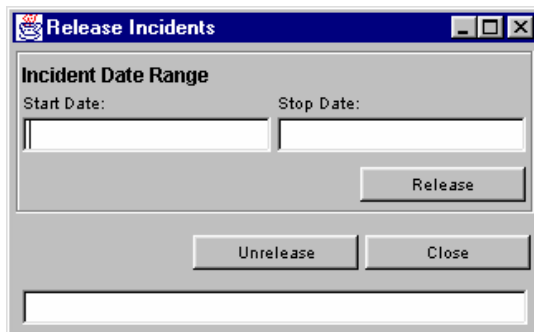 Release Incidents
Incident Date Range
Start Date: Stop Date:
Release
Unrelease Close